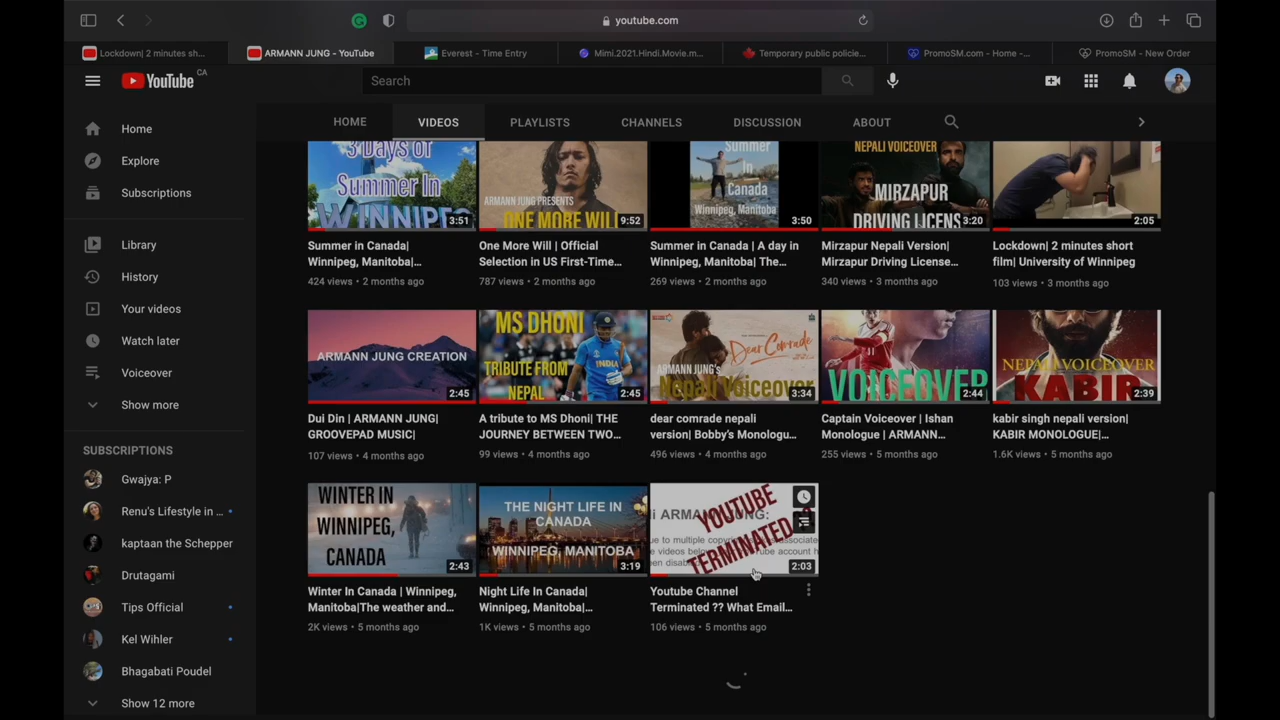 youtube.com
Lockdown| 2 minutes sh...
ARMANN JUNG - YouTube
Everest - Time Entry
Mimi.2021.Hindi.Movie.m...
Temporary public policie...
PromoSM.com - Home -...
PromoSM - New Order
YouTube CA
Search
HOME
VIDEOS
PLAYLISTS
CHANNELS
DISCUSSION
ABOUT
Home
Explore
Subscriptions
Library
History
Your videos
Watch later
Voiceover
Show more
SUBSCRIPTIONS
Gwajya: P
Renu's Lifestyle in ...
kaptaan the Schepper
Drutagami
Tips Official
Kel Wihler
Bhagabati Poudel
Show 12 more
3 Days of
Summer In
WINNIPEG
3:51
Summer in Canada|
Winnipeg, Manitoba|...
424 views • 2 months ago
ARMANN JUNG PRESENTS
ONE MORE WILL
9:52
One More Will | Official
Selection in US First-Time...
787 views • 2 months ago
Summer
In
Canada
Winnipeg, Manitoba
3:50
Summer in Canada | A day in
Winnipeg, Manitoba| The...
269 views • 2 months ago
NEPALI VOICEOVER
MIRZAPUR
DRIVING LICENS
3:20
Mirzapur Nepali Version|
Mirzapur Driving License...
340 views • 3 months ago
2:05
Lockdown| 2 minutes short
film| University of Winnipeg
103 views • 3 months ago
ARMANN JUNG CREATION
2:45
Dui Din | ARMANN JUNG|
GROOVEPAD MUSIC|
107 views • 4 months ago
MS DHONI
TRIBUTE FROM
NEPAL
INDIA
2:45
A tribute to MS Dhoni| THE
JOURNEY BETWEEN TWO...
99 views • 4 months ago
Dear Comrade
ARMANN JUNG'S
Nepali Voiceover
3:34
dear comrade nepali
version| Bobby's Monologu...
496 views • 4 months ago
VOICEOVER
2:44
Captain Voiceover | Ishan
Monologue | ARMANN...
255 views • 5 months ago
NEPALI VOICEOVER
KABIR
2:39
kabir singh nepali version|
KABIR MONOLOGUE|...
1.6K views • 5 months ago
WINTER IN
WINNIPEG,
CANADA
2:43
Winter In Canada | Winnipeg,
Manitoba|The weather and...
2K views • 5 months ago
THE NIGHT LIFE IN
CANADA
WINNIPEG, MANITOBA
3:19
Night Life In Canada|
Winnipeg, Manitoba|...
1K views • 5 months ago
i ARMANN JUNG:
YOUTUBE
TERMINATED
ue to multiple copyri
associate
e videos below
en disab
2:03
Youtube Channel
Terminated ?? What Email...
106 views • 5 months ago